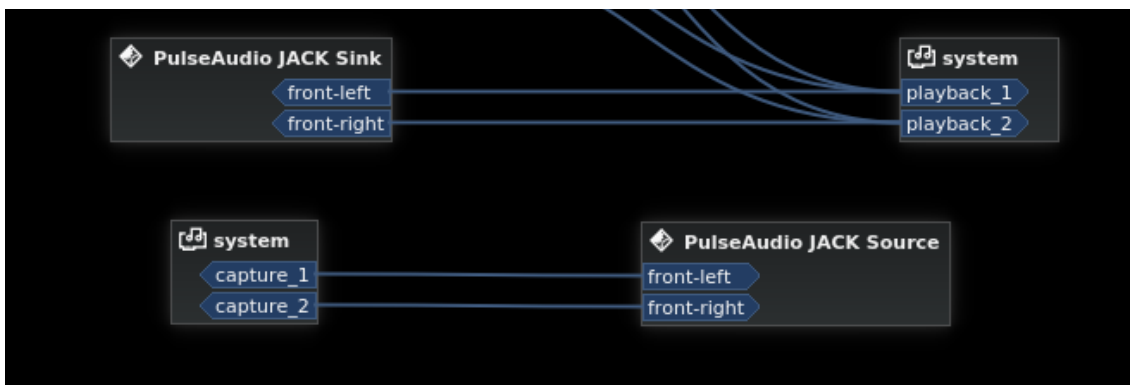 PulseAudio JACK Sink
front-left
front-right
system
playback_1
playback_2
system
capture_1
capture_2
PulseAudio JACK Source
front-left
front-right